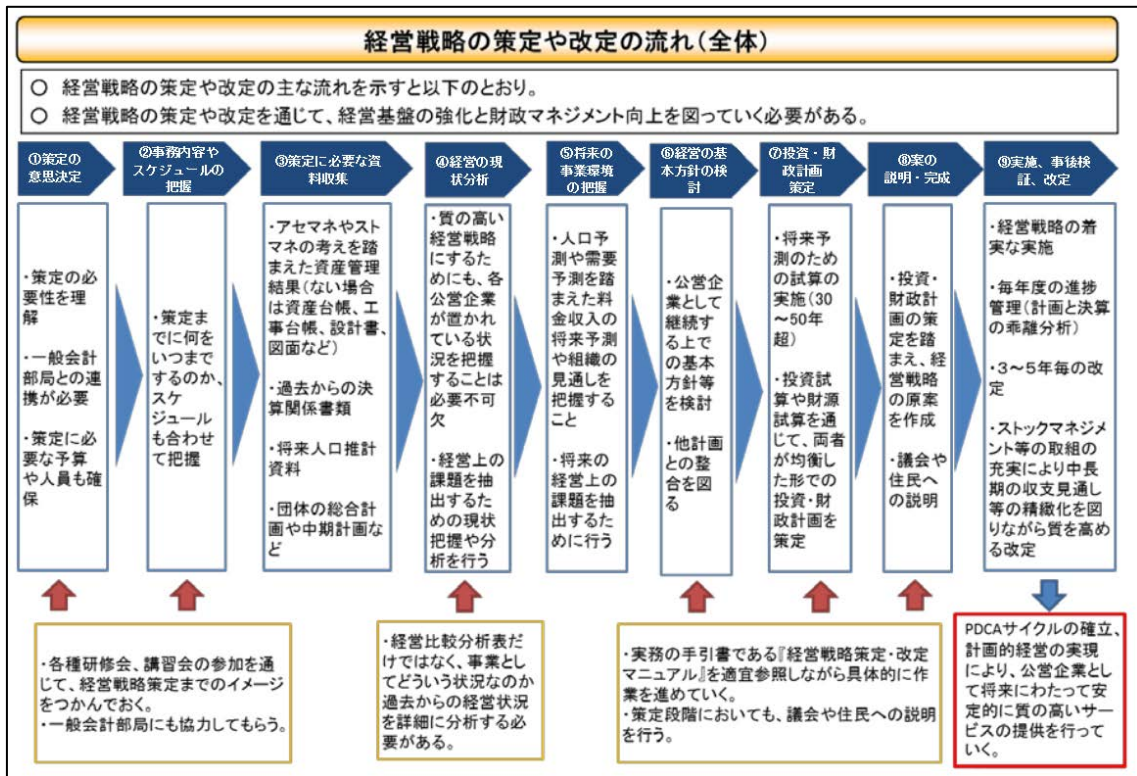 経営戦略の策定や改定の流れ(全体)
○ 経営戦略の策定や改定の主な流れを示すと以下のとおり。
○ 経営戦略の策定や改定を通じて、経営基盤の強化と財政マネジメント向上を図っていく必要がある。
①策定の
意思決定
・策定の必
要性を理
解
・一般会計
部局との連
携が必要
・策定に必
要な予算
や人員も確
保
②事務内容や
スケジュールの
把握
・策定ま
でに何を
いつまで
するのか、
スケ
ジュール
も合わせ
て把握
③策定に必要な資
料収集
・アセマネやスト
マネの考えを踏
まえた資産管理
結果(ない場合
は資産台帳、工
事台帳、設計書、
図面など)
・過去からの決
算関係書類
・将来人口推計
資料
・団体の総合計
画や中期計画な
ど
④経営の現
状分析
・質の高い
経営戦略
にするため
にも、各
公営企業
が置かれ
ている状
況を把握
することは
必要不可
欠
・経営上の
課題を抽
出するた
めの現状
把握や分
析を行う
⑤将来の
事業環境
の把握
・人口予
測や需要
予測を踏
まえた料
金収入の
将来予測
や組織の
見通しを
把握する
こと
・将来の
経営上の
課題を抽
出するた
めに行う
⑥経営の基
本方針の検
討
・公営企
業として
継続す
る上で
の基本
方針等
を検討
・他計画
との整
合を図
る
⑦投資・財
政計画
策定
・将来予
測のため
の試算の
実施(30
~50年
超)
・投資試
算や財源
試算を通
じて、両者
が均衡し
た形での
投資・財
政計画を
策定
⑧案の
説明・完成
・投資・
財政計
画の策
定を踏
まえ、経
営戦略
の原案
を作成
・議会や
住民へ
の説明
⑨実施、事後検
証、改定
・経営戦略の着
実な実施
・毎年度の進捗
管理(計画と決算
の乖離分析)
・3~5年毎の改
定
・ストックマネジ
メント等の取組の
充実により中長
期の収支見通し
等の精緻化を図
りながら質を高め
る改定
・各種研修会、講習会の参加を通
じて、経営戦略策定までのイメージ
をつかんでおく。
・一般会計部局にも協力してもらう。
・経営比較分析表だ
けではなく、事業とし
てどういう状況なのか
過去からの経営状況
を詳細に分析する必
要がある。
・実務の手引書である『経営戦略策定・改定
マニュアル』を適宜参照しながら具体的に作
業を進めていく。
・策定段階においても、議会や住民への説明
を行う。
PDCAサイクルの確立、
計画的経営の実現
により、公営企業とし
て将来にわたって安
定的に質の高いサー
ビスの提供を行って
いく。